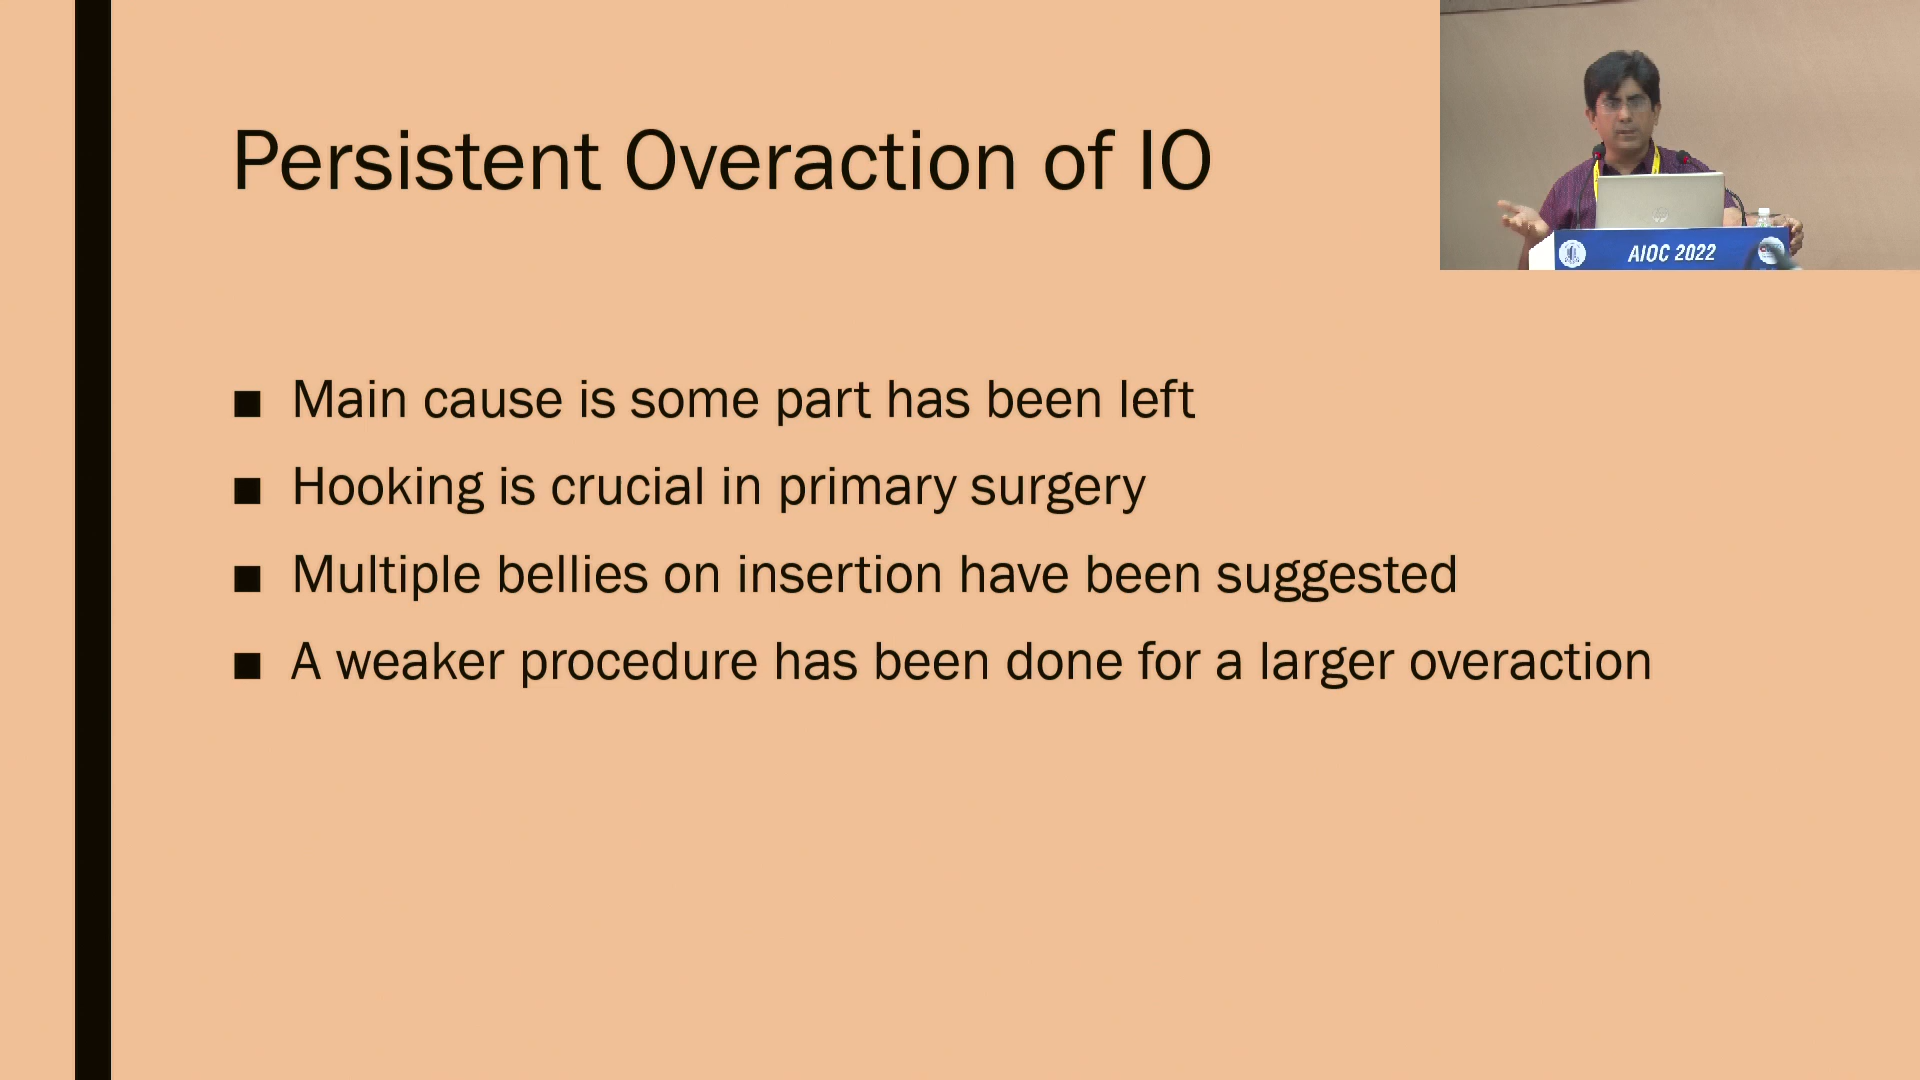 Persistent Overaction of IO
AIOC 2022
■ Main cause is some part has been left
■ Hooking is crucial in primary surgery
■ Multiple bellies on insertion have been suggested
■ A weaker procedure has been done for a larger overaction